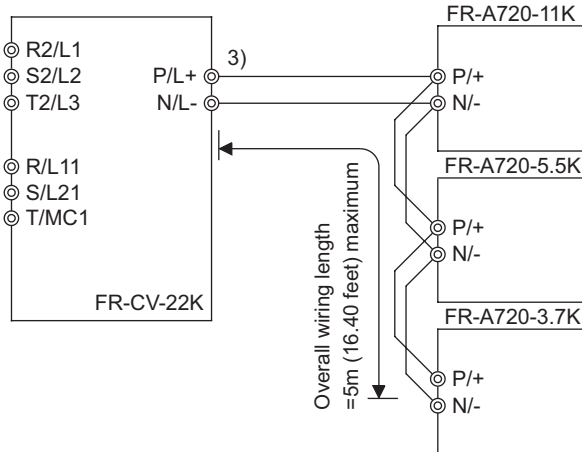 R2/L1
S2/L2
T2/L3
R/L11
S/L21
T/MC1
P/L+
N/L-
FR-CV-22K
3)
Overall wiring length
=5m (16.40 feet) maximum
FR-A720-11K
P/+
N/-
FR-A720-5.5K
P/+
N/-
FR-A720-3.7K
P/+
N/-